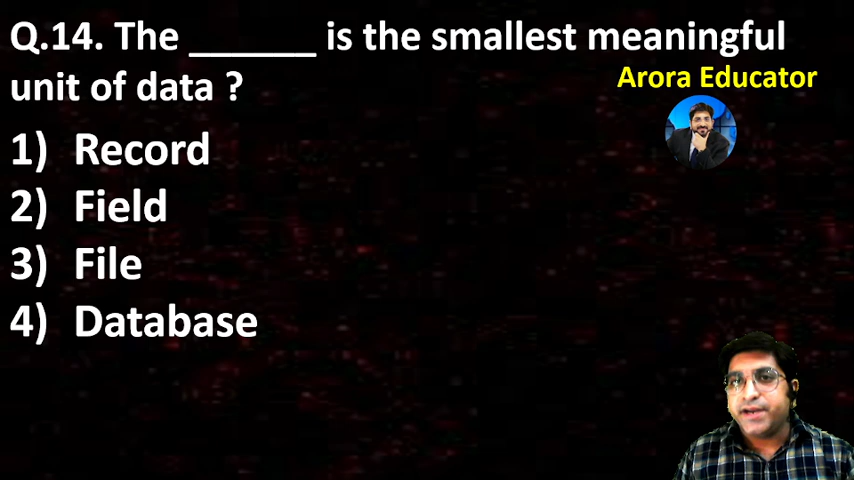 Q.14. The ______ is the smallest meaningful
unit of data ?
Arora Educator
1) Record
2) Field
3) File
4) Database